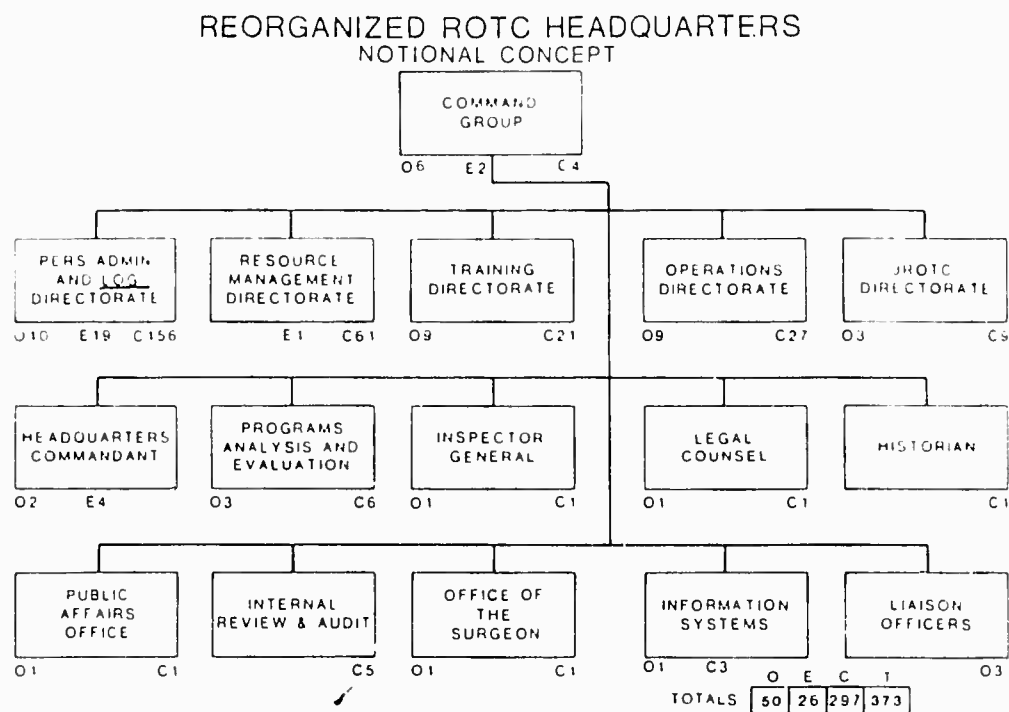 REORGANIZED ROTC HEADQUARTERS
NOTIONAL CONCEPT
COMMAND
GROUP
O6 E2 C4
PERS ADMIN
AND LOG
DIRECTORATE
O10 E19 C156
RESOURCE
MANAGEMENT
DIRECTORATE
E1 C61
TRAINING
DIRECTORATE
O9 C21
OPERATIONS
DIRECTORATE
O9 C27
JROTC
DIRECTORATE
O3 C9
HEADQUARTERS
COMMANDANT
O2 E4
PROGRAMS
ANALYSIS AND
EVALUATION
O3 C6
INSPECTOR
GENERAL
O1 C1
LEGAL
COUNSEL
O1 C1
HISTORIAN
C1
PUBLIC
AFFAIRS
OFFICE
O1 C1
INTERNAL
REVIEW & AUDIT
C5
OFFICE OF
THE
SURGEON
O1 C1
INFORMATION
SYSTEMS
O1 C3
LIAISON
OFFICERS
O3
O E C T
TOTALS 50 26 297 373